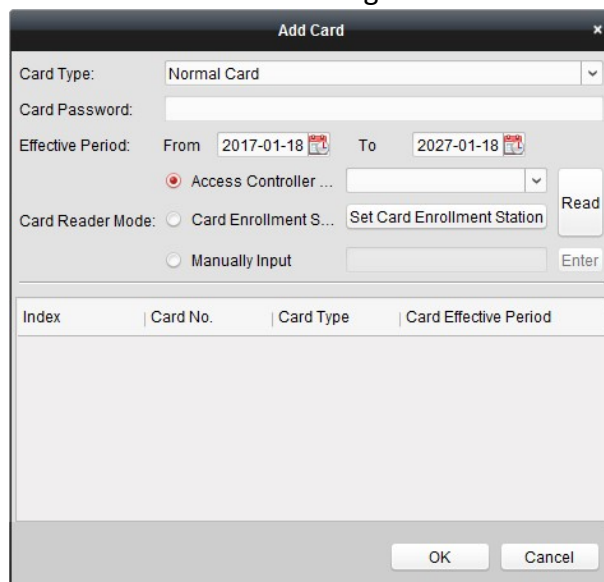 Add Card ×
Card Type: Normal Card
Card Password:
Effective Period: From 2017-01-18 To 2027-01-18
Access Controller ...
Read
Card Reader Mode: Card Enrollment S... Set Card Enrollment Station
Manually Input Enter
Index Card No. Card Type Card Effective Period
OK Cancel